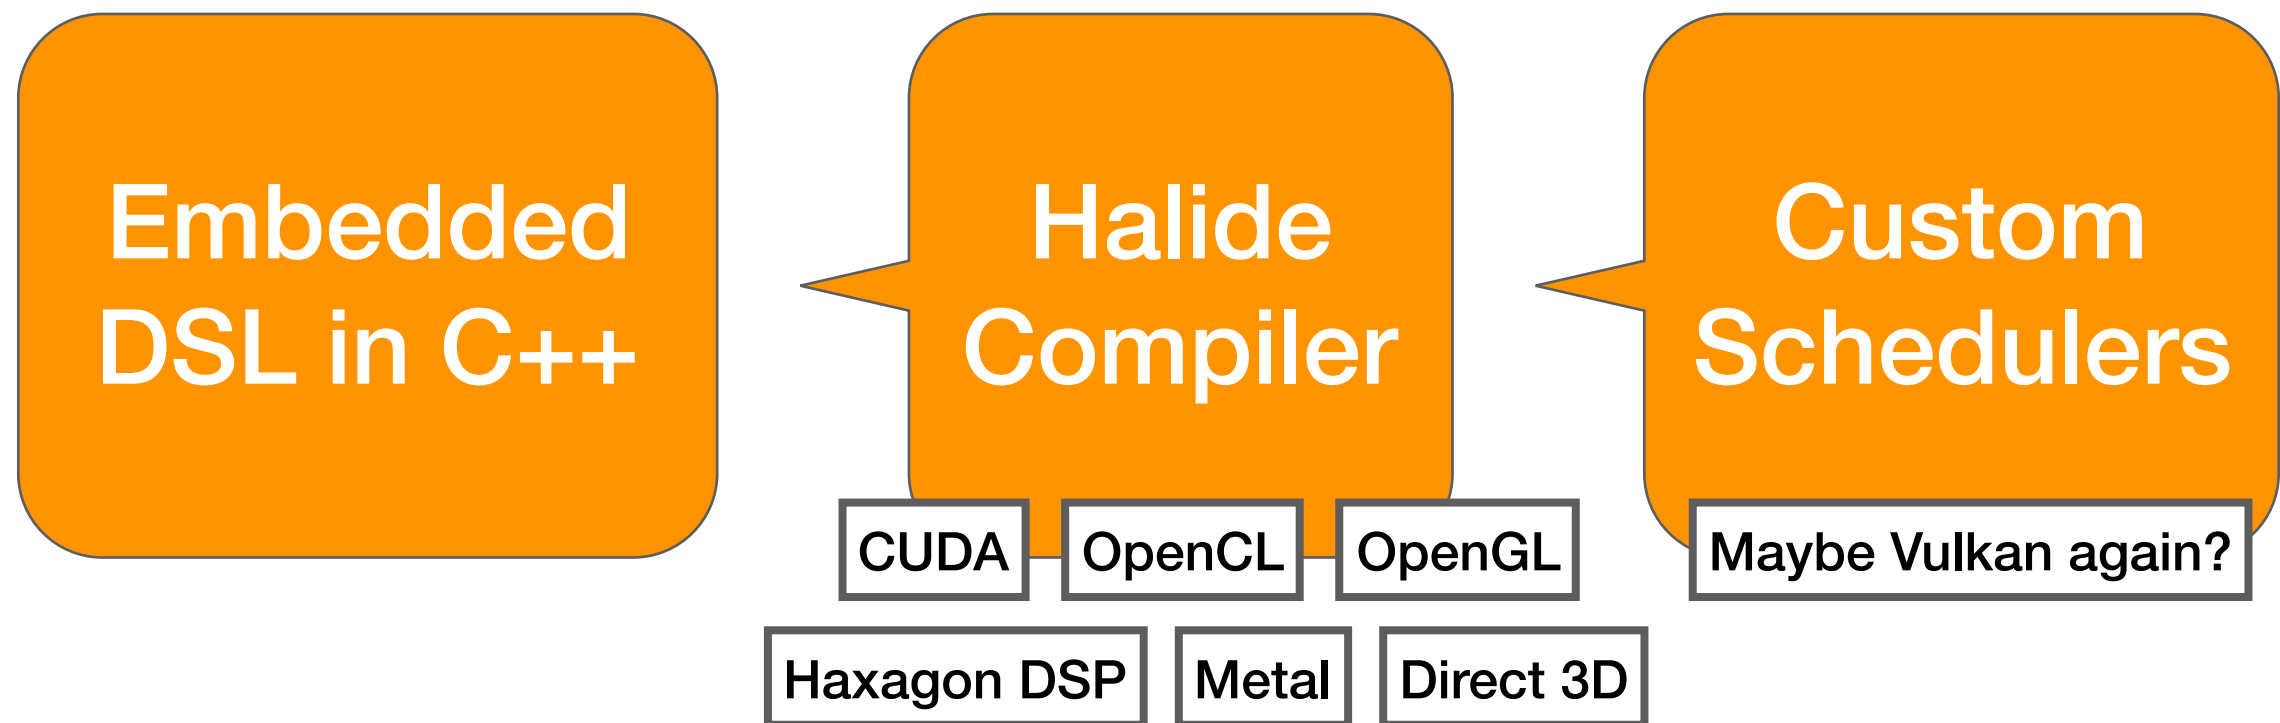 Embedded
DSL in C++
Halide
Compiler
Custom
Schedulers
CUDA
OpenCL
OpenGL
Maybe Vulkan again?
Haxagon DSP
Metal
Direct 3D